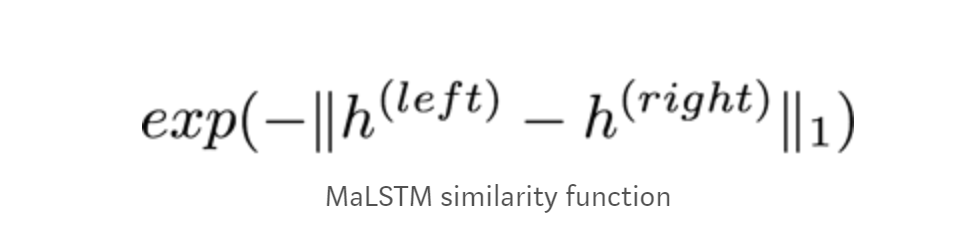 exp(−‖h^(left) − h^(right)‖₁)
MaLSTM similarity function